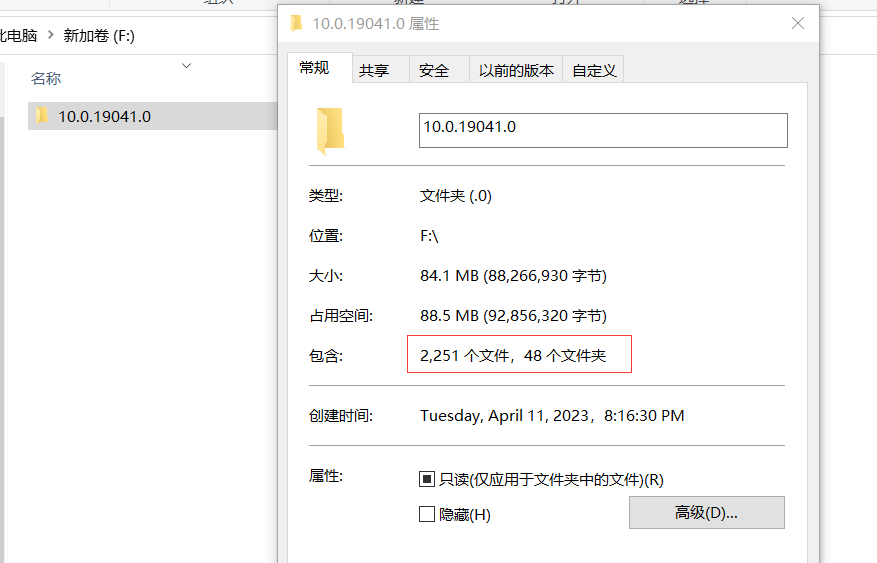 10.0.19041.0 属性
电脑 > 新加卷 (F:)
常规 共享 安全 以前的版本 自定义
名称
10.0.19041.0
10.0.19041.0
类型: 文件夹 (.0)
位置: F:\
大小: 84.1 MB (88,266,930 字节)
占用空间: 88.5 MB (92,856,320 字节)
包含: 2,251 个文件，48 个文件夹
创建时间: Tuesday, April 11, 2023，8:16:30 PM
属性: 只读(仅应用于文件夹中的文件)(R)
隐藏(H)
高级(D)...